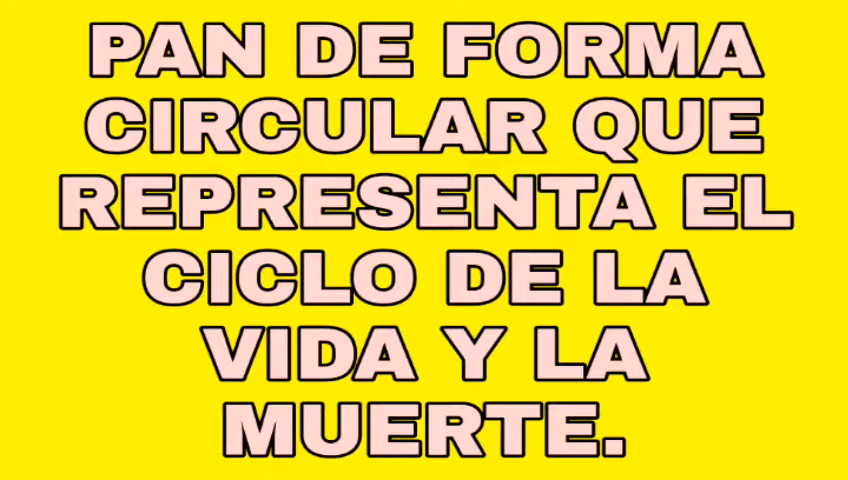 PAN DE FORMA
CIRCULAR QUE
REPRESENTA EL
CICLO DE LA
VIDA Y LA
MUERTE.